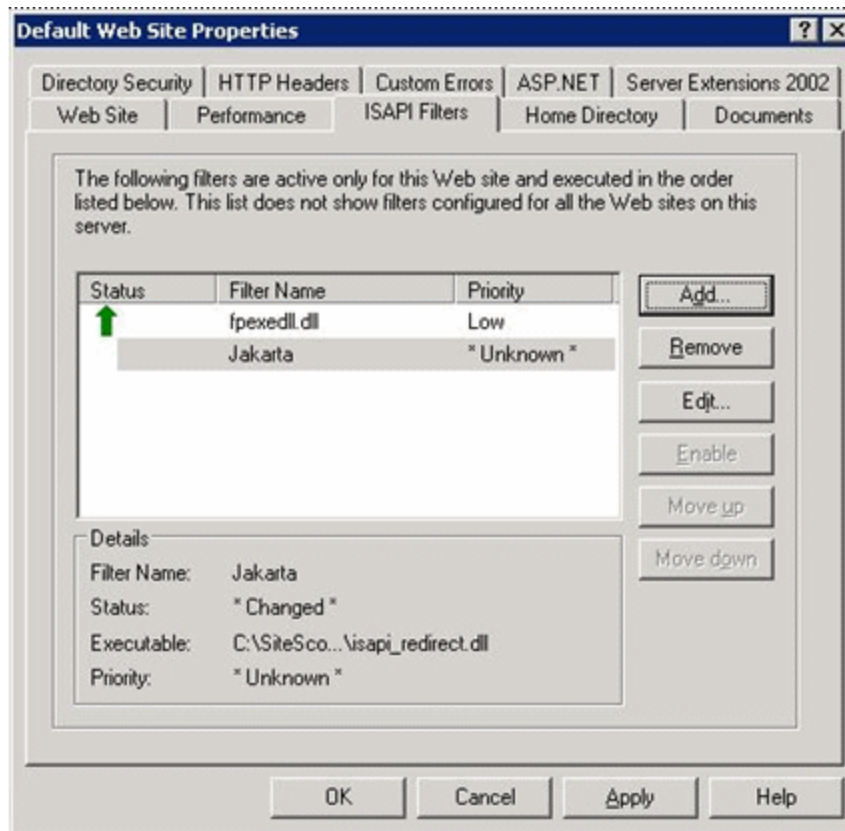 Default Web Site Properties
Directory Security HTTP Headers Custom Errors ASP.NET Server Extensions 2002
Web Site Performance ISAPI Filters Home Directory Documents
The following filters are active only for this Web site and executed in the order
listed below. This list does not show filters configured for all the Web sites on this
server.
Status Filter Name Priority
fpexedll.dll Low
Jakarta * Unknown *
Add...
Remove
Edit...
Enable
Move up
Move down
Details
Filter Name: Jakarta
Status: * Changed *
Executable: C:\SiteSco...\isapi_redirect.dll
Priority: * Unknown *
OK Cancel Apply Help